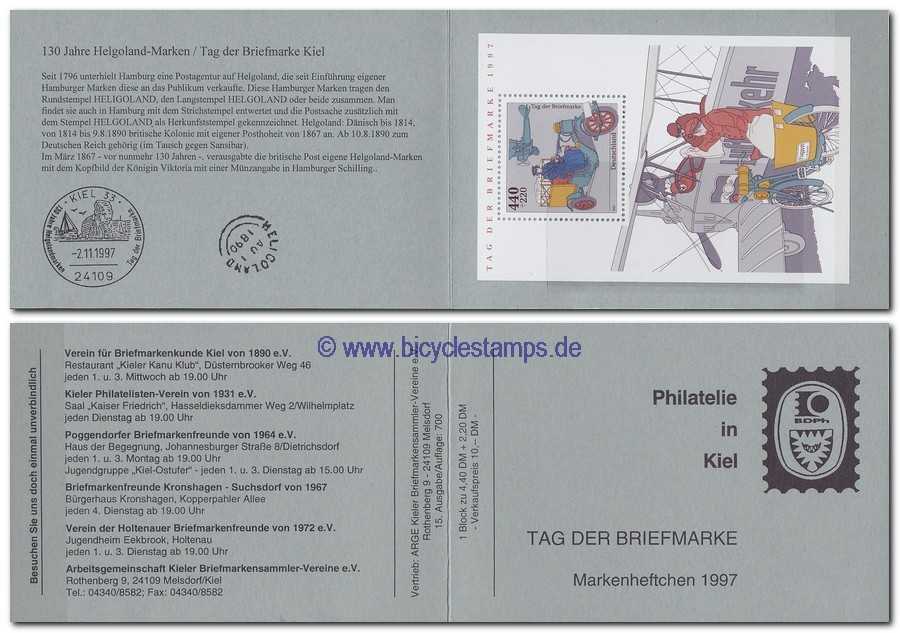 130 Jahre Helgoland-Marken / Tag der Briefmarke Kiel
Seit 1796 unterhielt Hamburg eine Postagentur auf Helgoland, die seit Einführung eigener
Hamburger Marken diese an das Publikum verkaufte. Diese Hamburger Marken tragen den
Rundstempel HELIGOLAND, den Langstempel HELGOLAND oder beide zusammen. Man
findet sie auch in Hamburg mit dem Strichstempel entwertet und die Postsache zusätzlich mit
dem Stempel HELGOLAND als Herkunftsstempel gekennzeichnet. Helgoland: Dänisch bis 1814,
von 1814 bis 9.8.1890 britische Kolonie mit eigener Posthoheit von 1867 an. Ab 10.8.1890 zum
Deutschen Reich gehörig (im Tausch gegen Sansibar).
Im März 1867 - vor nunmehr 130 Jahren -. verausgabte die britische Post eigene Helgoland-Marken
mit dem Kopfbild der Königin Viktoria mit einer Münzangabe in Hamburger Schilling..
KIEL 33
130 Jahre Helgolandmarken
Tag der Briefmarke
-2.11.1997
24109
HELIGOLAND
AU 1
1890
TAG DER BRIEFMARKE 1997
Tag der Briefmarke
Deutschland
440
+220
© www.bicyclestamps.de
Besuchen Sie uns doch einmal unverbindlich
Verein für Briefmarkenkunde Kiel von 1890 e.V.
Restaurant „Kieler Kanu Klub", Düsternbrooker Weg 46
jeden 1. u. 3. Mittwoch ab 19.00 Uhr
Kieler Philatelisten-Verein von 1931 e.V.
Saal „Kaiser Friedrich", Hasseldieksdammer Weg 2/Wilhelmplatz
jeden Dienstag ab 19.00 Uhr
Poggendorfer Briefmarkenfreunde von 1964 e.V.
Haus der Begegnung, Johannesburger Straße 8/Dietrichsdorf
jeden 1. u. 3. Montag ab 19.00 Uhr
Jugendgruppe „Kiel-Ostufer" - jeden 1. u. 3. Dienstag ab 15.00 Uhr
Briefmarkenfreunde Kronshagen - Suchsdorf von 1967
Bürgerhaus Kronshagen, Kopperpahler Allee
jeden 4. Dienstag ab 19.00 Uhr
Verein der Holtenauer Briefmarkenfreunde von 1972 e.V.
Jugendheim Eekbrook, Holtenau
jeden 1. u. 3. Dienstag ab 19.00 Uhr
Arbeitsgemeinschaft Kieler Briefmarkensammler-Vereine e.V.
Rothenberg 9, 24109 Melsdorf/Kiel
Tel.: 04340/8582; Fax: 04340/8582
Vertrieb: ARGE Kieler Briefmarkensammler-Vereine e.V.
Rothenberg 9 - 24109 Melsdorf
15. Ausgabe/Auflage: 700
1 Block zu 4,40 DM + 2,20 DM
- Verkaufspreis 10,– DM -
Philatelie
in
Kiel
BDPh
TAG DER BRIEFMARKE
Markenheftchen 1997